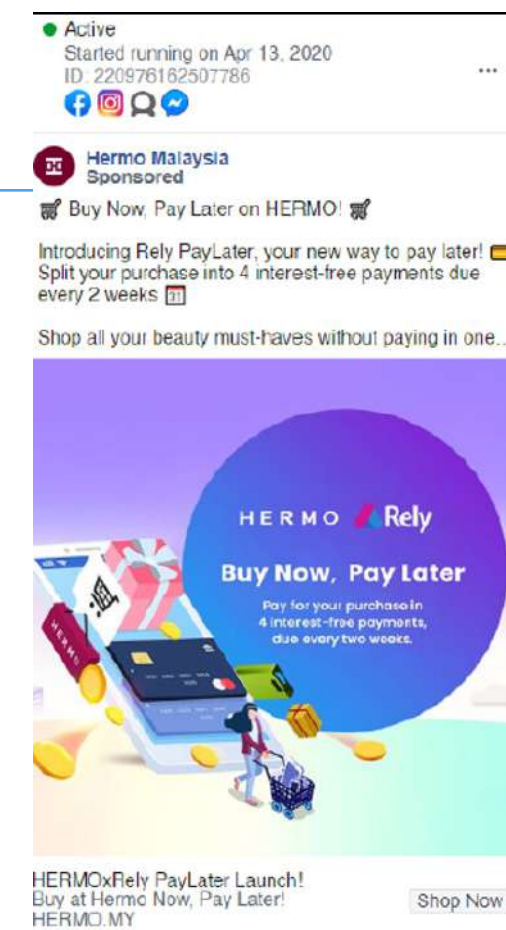 Active
Started running on Apr 13, 2020
ID: 220976162507786
...
Hermo Malaysia
Sponsored
Buy Now, Pay Later on HERMO!
Introducing Rely PayLater, your new way to pay later!
Split your purchase into 4 interest-free payments due
every 2 weeks
Shop all your beauty must-haves without paying in one...
HERMO Rely
Buy Now, Pay Later
Pay for your purchase in
4 interest-free payments,
due every two weeks.
HERMO
HERMOxRely PayLater Launch!
Buy at Hermo Now, Pay Later!
Shop Now
HERMO.MY